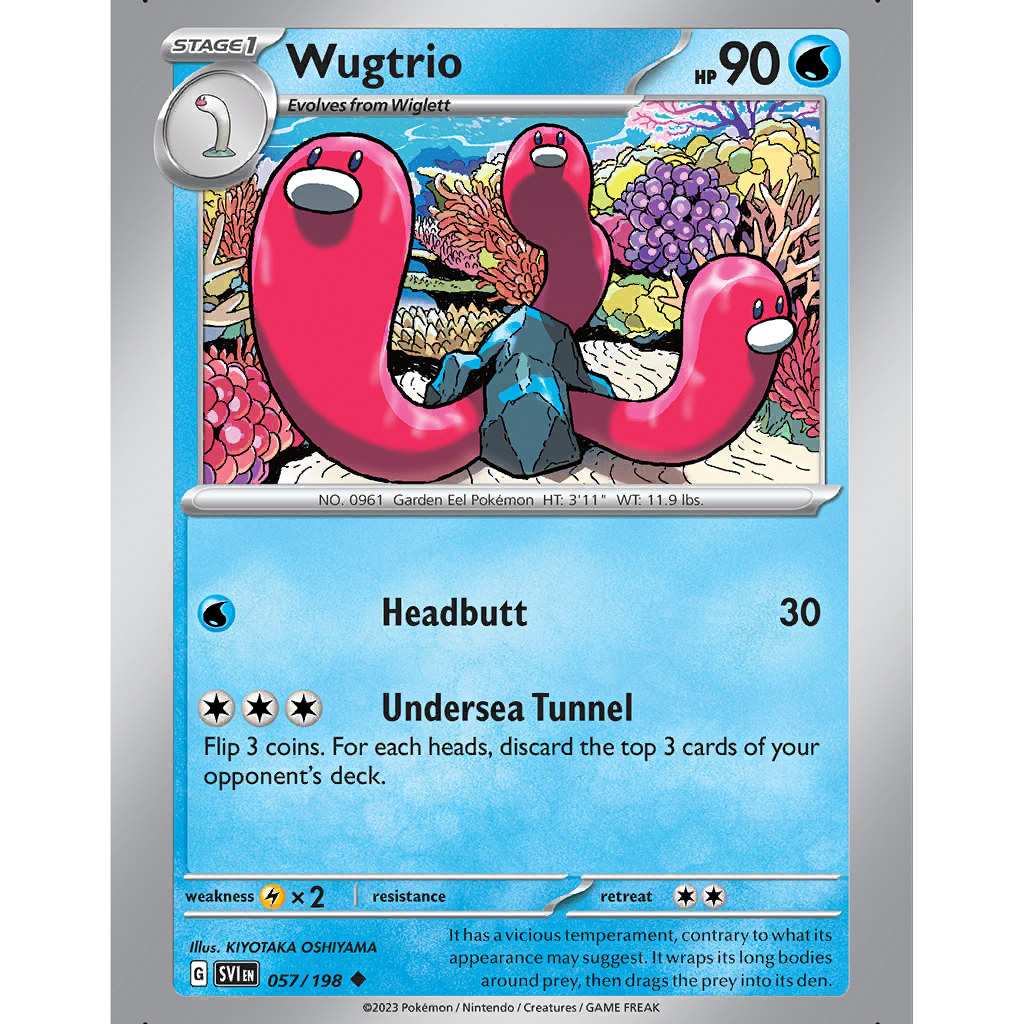 STAGE1
Wugtrio
HP 90
Evolves from Wiglett
NO. 0961 Garden Eel Pokémon HT: 3'11" WT: 11.9 lbs.
Headbutt 30
Undersea Tunnel
Flip 3 coins. For each heads, discard the top 3 cards of your
opponent's deck.
weakness ×2 resistance retreat
Illus. KIYOTAKA OSHIYAMA
G SVI EN 057/198
It has a vicious temperament, contrary to what its
appearance may suggest. It wraps its long bodies
around prey, then drags the prey into its den.
©2023 Pokémon / Nintendo / Creatures / GAME FREAK